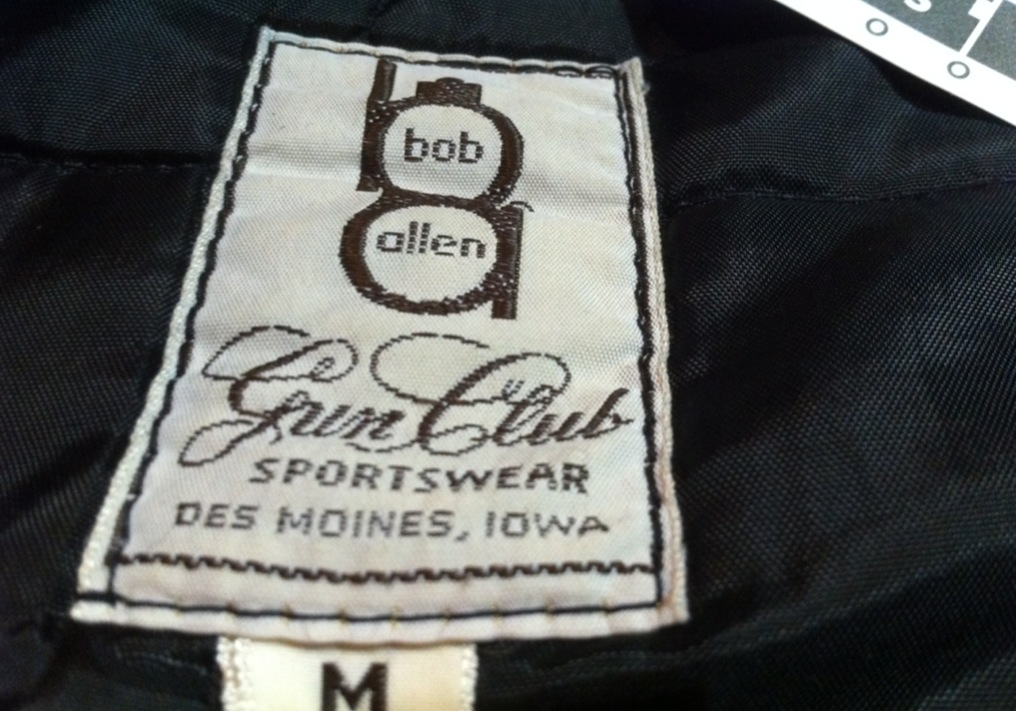 bob
allen
Gun Club
SPORTSWEAR
DES MOINES, IOWA
M